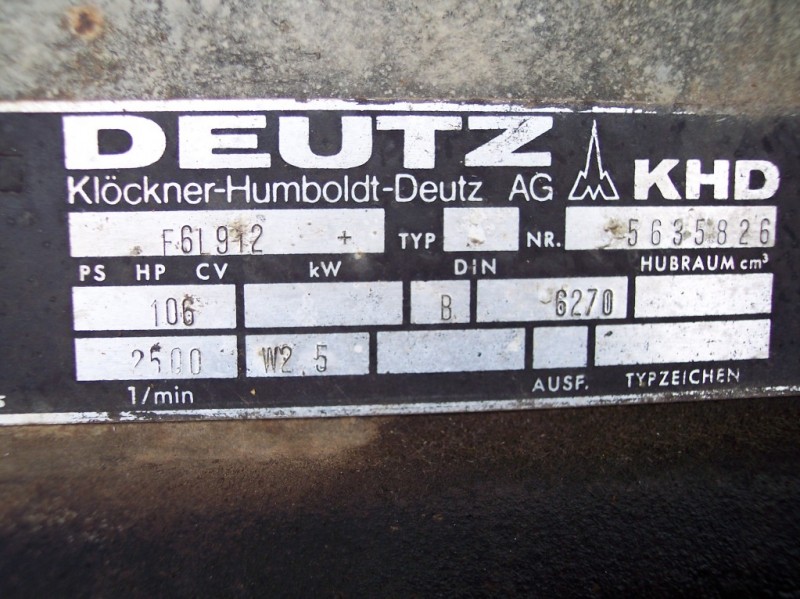 DEUTZ
Klöckner-Humboldt-Deutz AG KHD
F6L912 + TYP NR. 5635826
PS HP CV kW DIN HUBRAUM cm³
106 B 6270
2500 W2.5
1/min AUSF. TYPZEICHEN